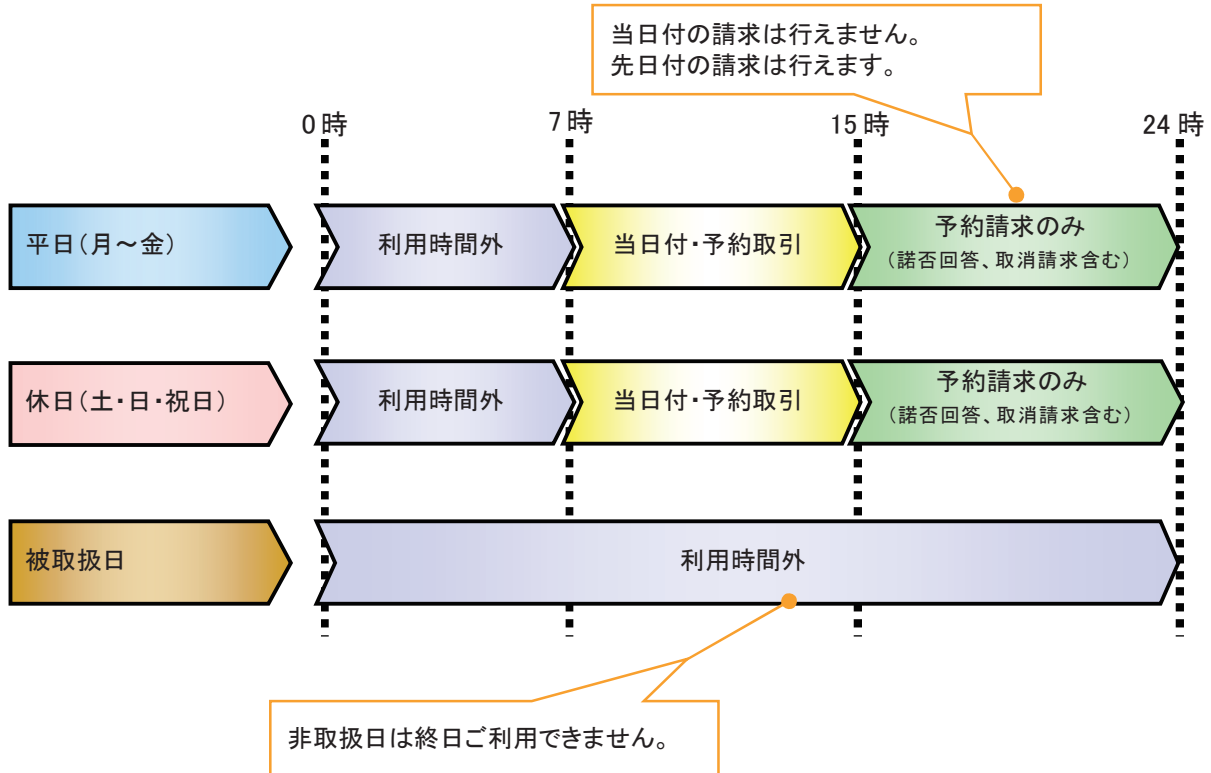 当日付の請求は行えません。
先日付の請求は行えます。
0時
7時
15時
24時
平日(月~金)
利用時間外
当日付・予約取引
予約請求のみ
(諾否回答、取消請求含む)
休日(土・日・祝日)
利用時間外
当日付・予約取引
予約請求のみ
(諾否回答、取消請求含む)
被取扱日
利用時間外
非取扱日は終日ご利用できません。